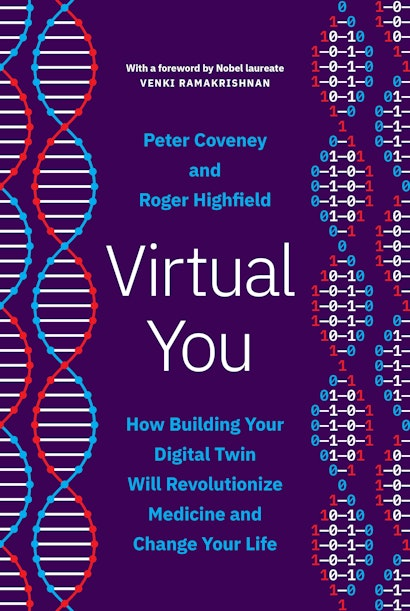 With a foreword by Nobel laureate
VENKI RAMAKRISHNAN
Peter Coveney
and
Roger Highfield
Virtual
You
How Building Your
Digital Twin
Will Revolutionize
Medicine and
Change Your Life